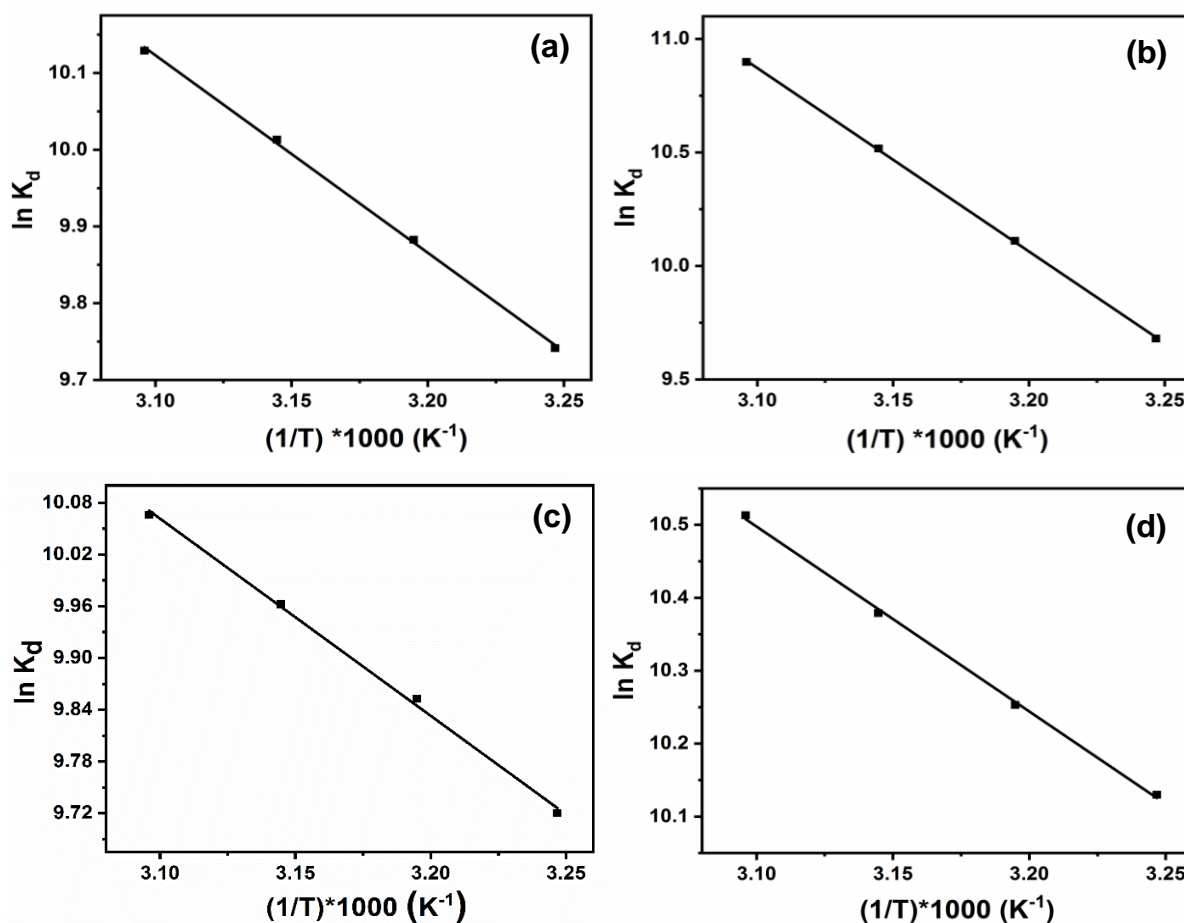 (a)
10.1
10.0
9.9
9.8
9.7
ln K_d
3.10 3.15 3.20 3.25
(1/T) *1000 (K⁻¹)
(b)
11.0
10.5
10.0
9.5
ln K_d
3.10 3.15 3.20 3.25
(1/T) *1000 (K⁻¹)
(c)
10.08
10.02
9.96
9.90
9.84
9.78
9.72
ln K_d
3.10 3.15 3.20 3.25
(1/T)*1000 (K⁻¹)
(d)
10.5
10.4
10.3
10.2
10.1
ln K_d
3.10 3.15 3.20 3.25
(1/T)*1000 (K⁻¹)